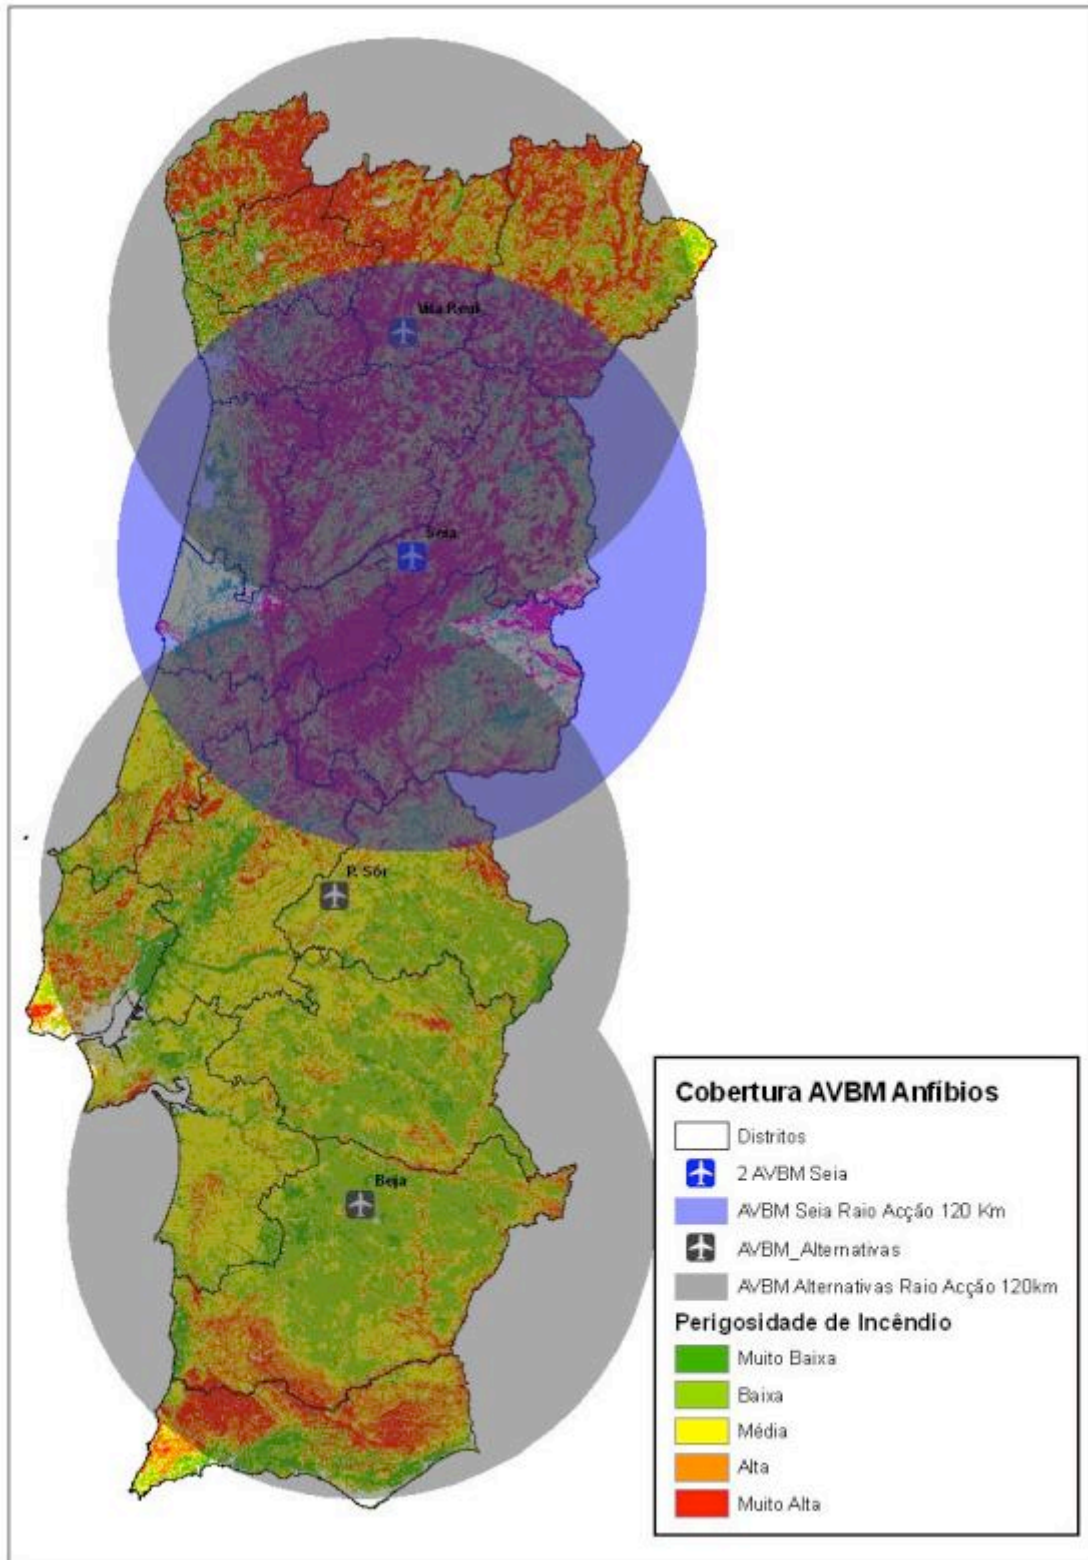 Vila Real
Seia
P. Sôr
Beja
Cobertura AVBM Anfíbios
Distritos
2 AVBM Seia
AVBM Seia Raio Acção 120 Km
AVBM_Alternativas
AVBM Alternativas Raio Acção 120km
Perigosidade de Incêndio
Muito Baixa
Baixa
Média
Alta
Muito Alta